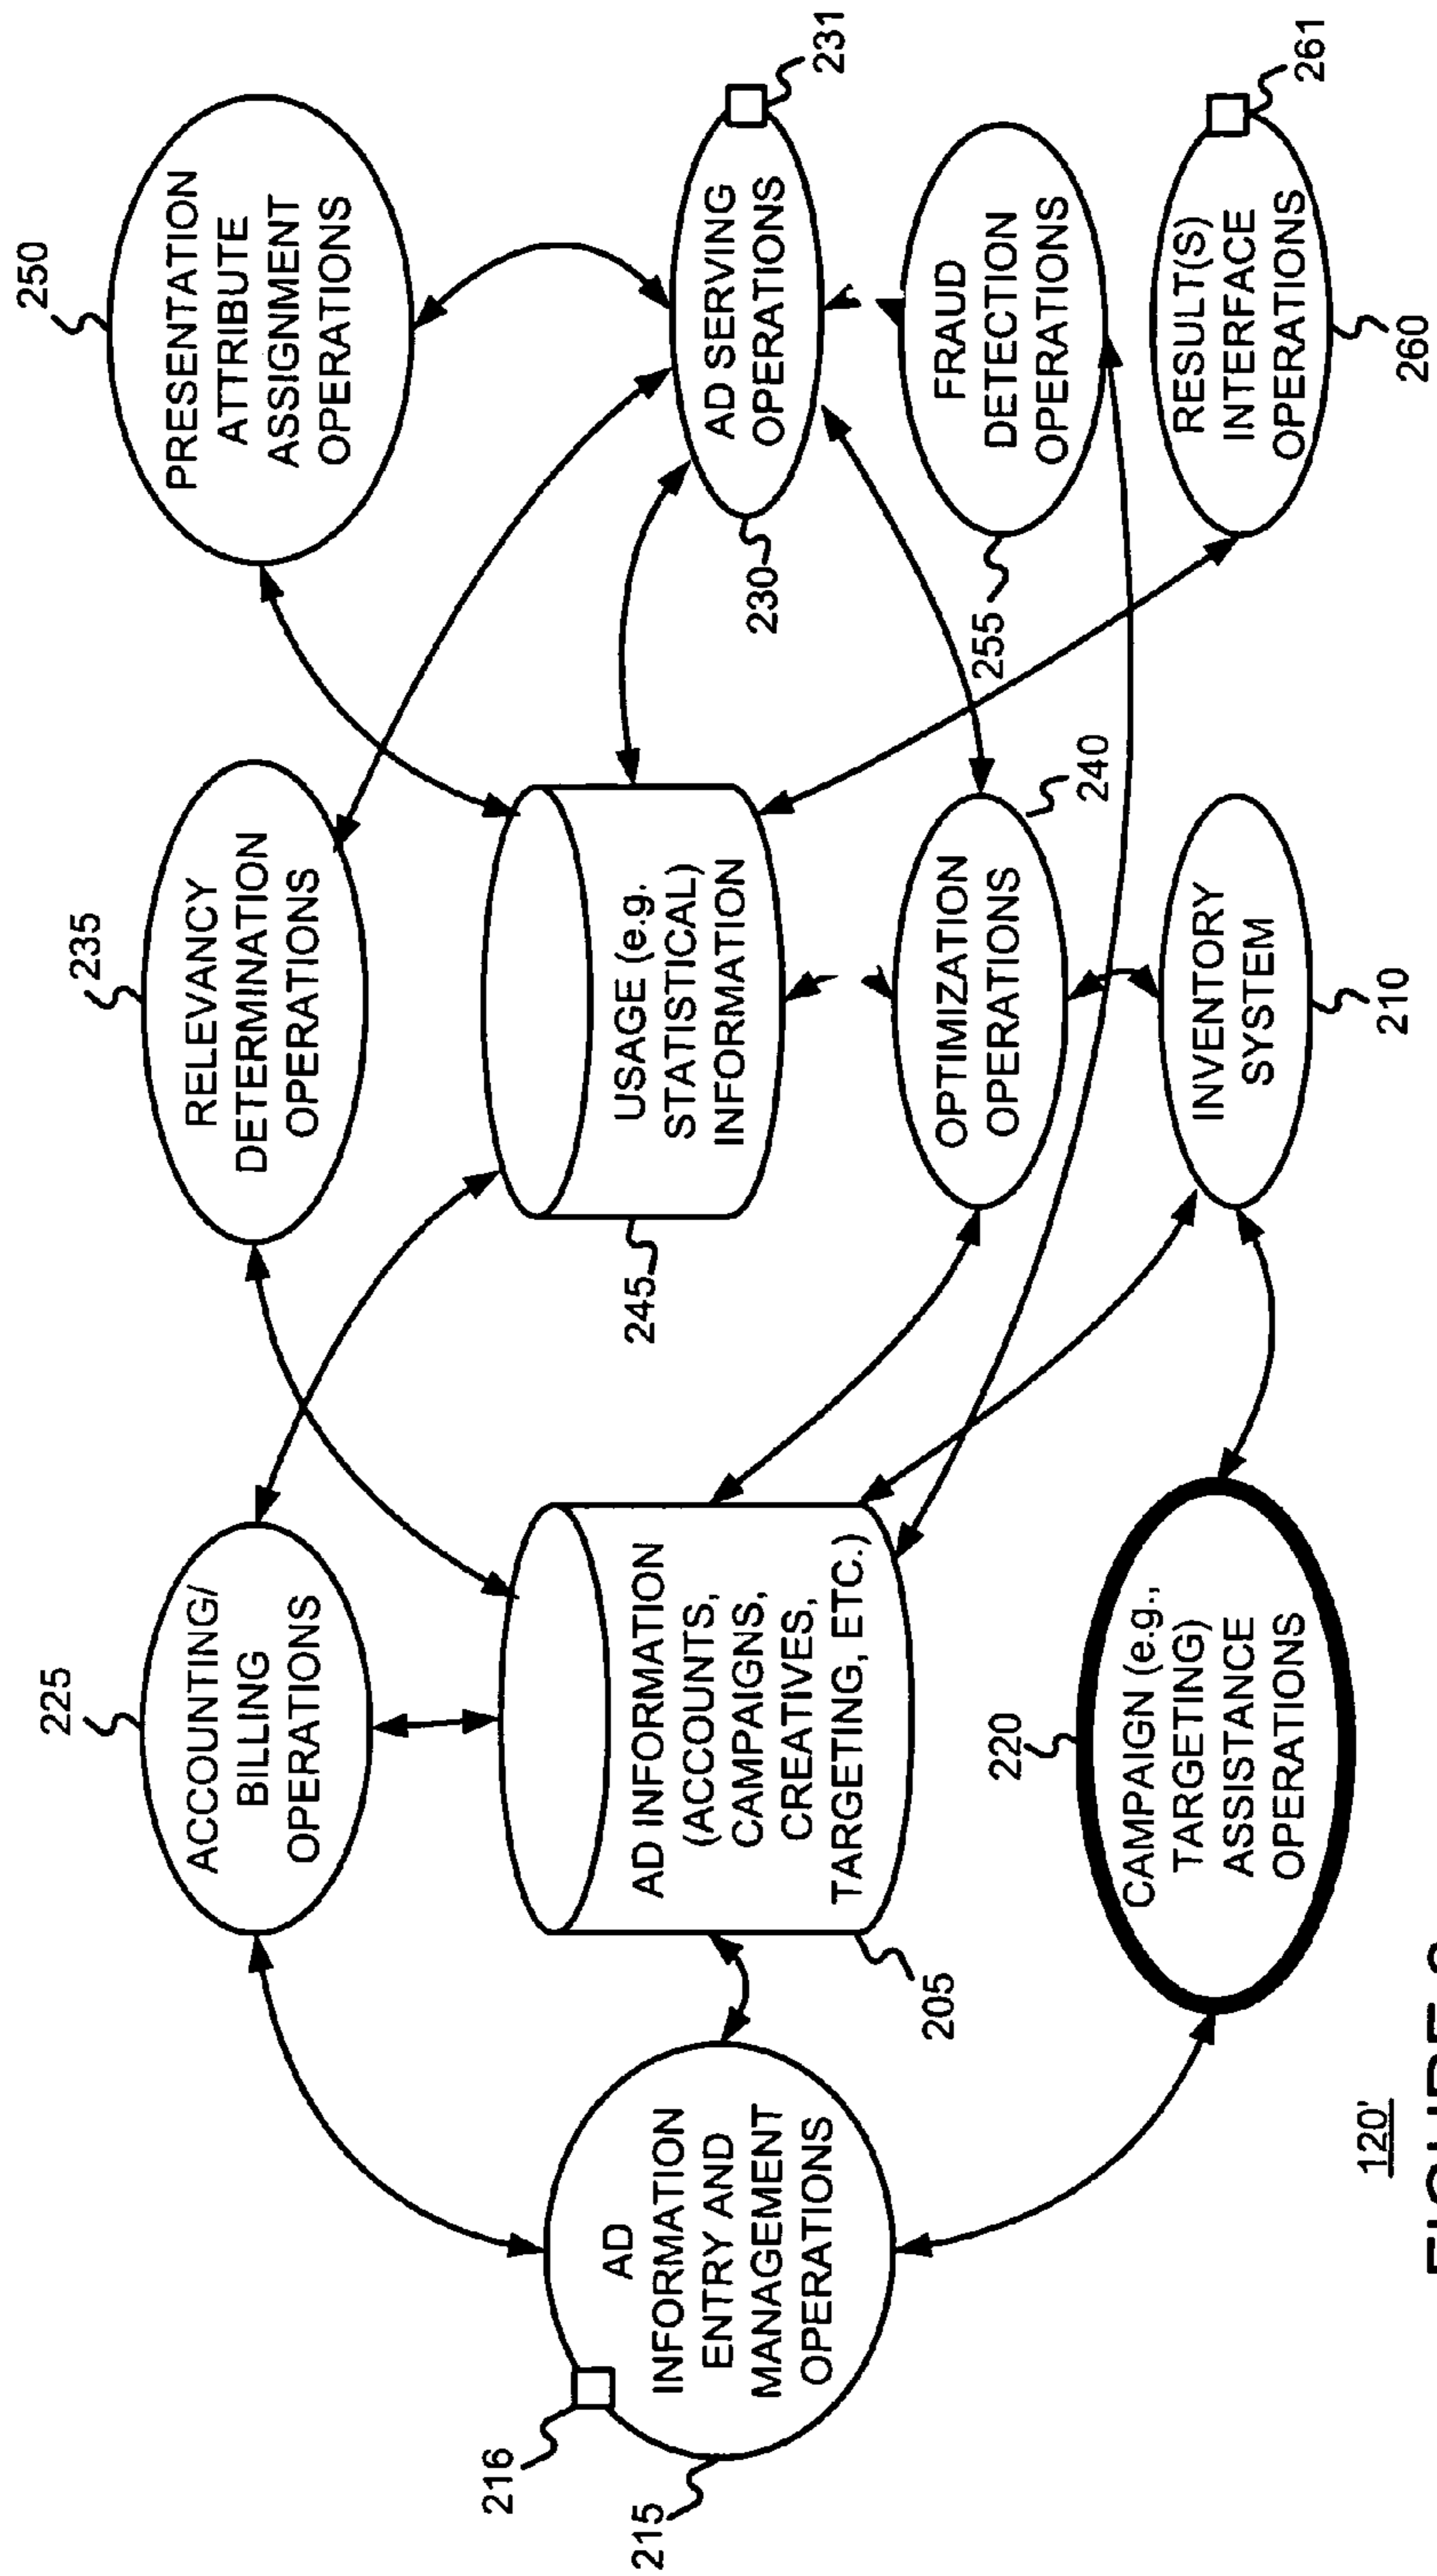 225
ACCOUNTING/
BILLING
OPERATIONS
235
RELEVANCY
DETERMINATION
OPERATIONS
250
PRESENTATION
ATTRIBUTE
ASSIGNMENT
OPERATIONS
216
AD
INFORMATION
ENTRY AND
MANAGEMENT
OPERATIONS
215
AD INFORMATION
(ACCOUNTS,
CAMPAIGNS,
CREATIVES,
TARGETING, ETC.)
205
USAGE (e.g.
STATISTICAL)
INFORMATION
245
AD SERVING
OPERATIONS
230
231
OPTIMIZATION
OPERATIONS
240
FRAUD
DETECTION
OPERATIONS
255
220
CAMPAIGN (e.g.,
TARGETING)
ASSISTANCE
OPERATIONS
INVENTORY
SYSTEM
210
RESULT(S)
INTERFACE
OPERATIONS
260
261
120'
FIGURE